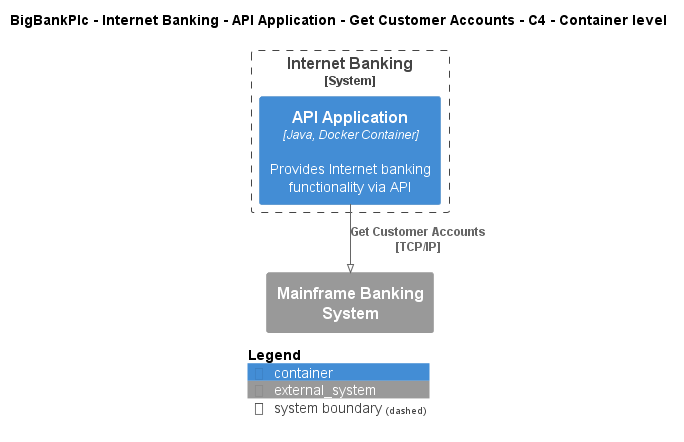 BigBankPlc - Internet Banking - API Application - Get Customer Accounts - C4 - Container level
Internet Banking
[System]
API Application
[Java, Docker Container]
Provides Internet banking
functionality via API
Get Customer Accounts
[TCP/IP]
Mainframe Banking
System
Legend
container
external_system
system boundary (dashed)